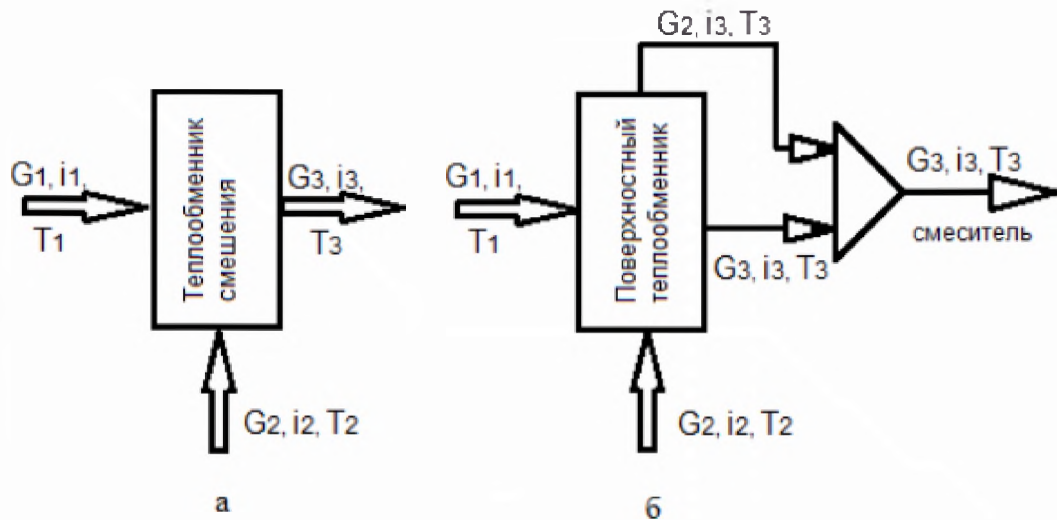 G2, i3, T3
Теплообменник
смешения
G1, i1,
T1
G3, i3,
T3
G2, i2, T2
а
Поверхностный
теплообменник
G1, i1,
T1
G3, i3, T3
G3, i3, T3
смеситель
G2, i2, T2
б